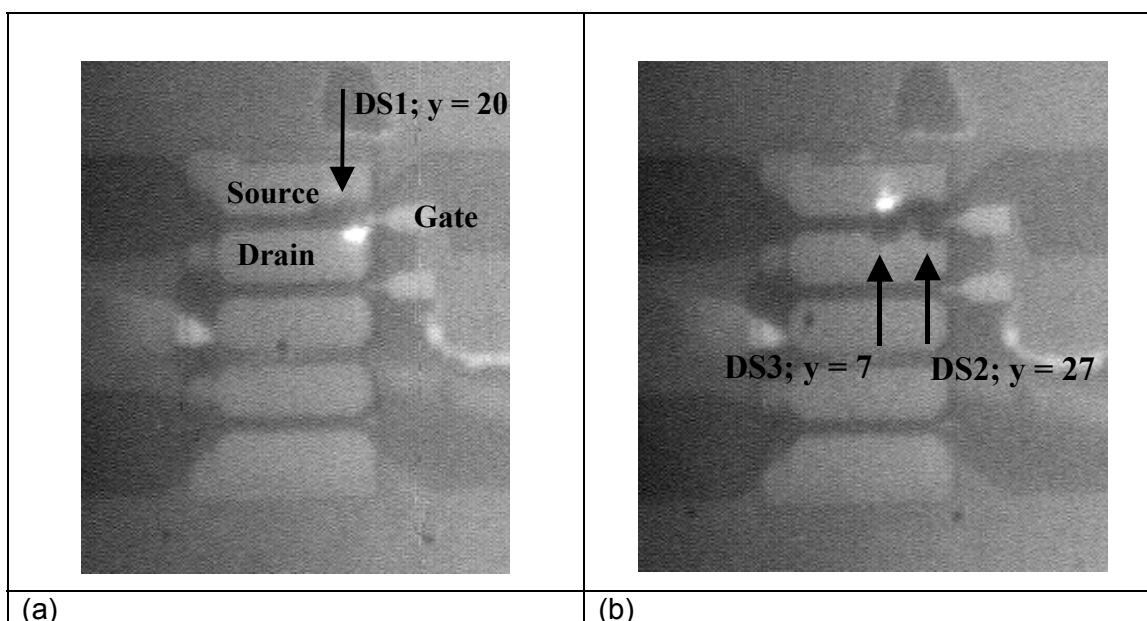 DS1; y = 20
Source
Gate
Drain
DS3; y = 7
DS2; y = 27
(a)
(b)